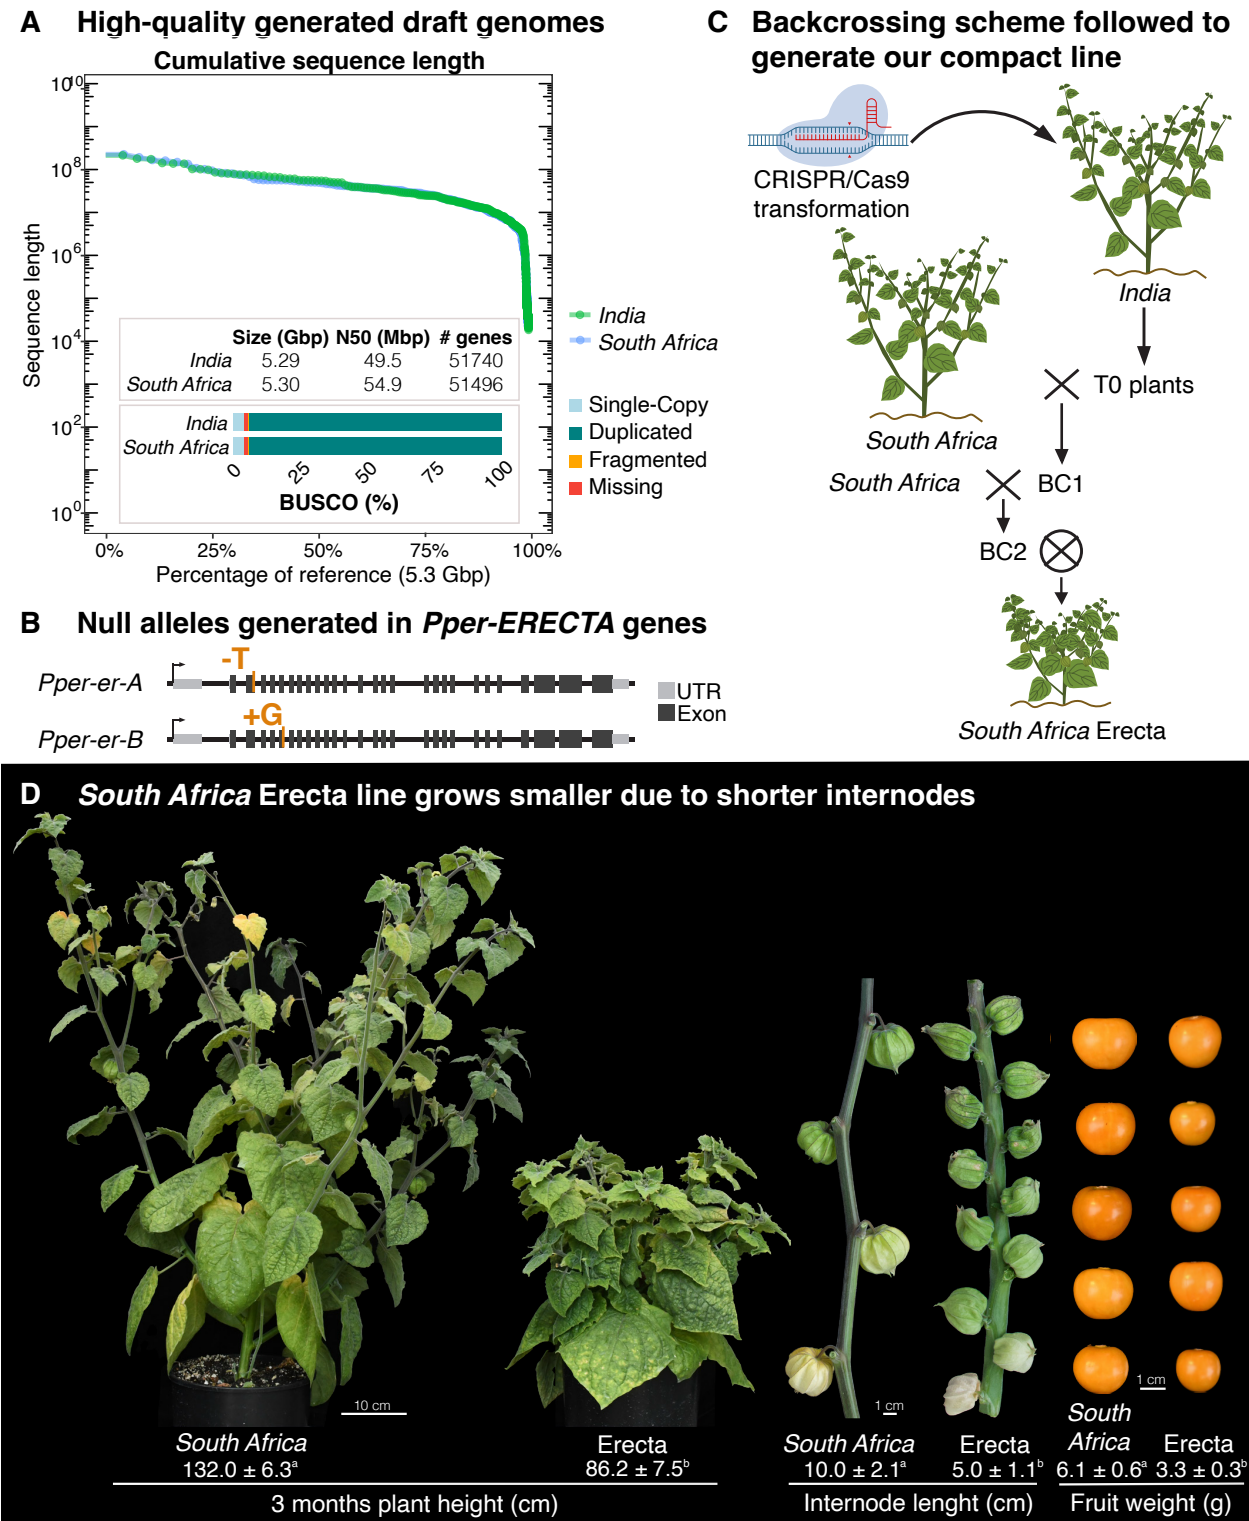 A High-quality generated draft genomes
Cumulative sequence length
10^10
10^8
10^6
10^4
10^2
10^0
Sequence length
Size (Gbp) N50 (Mbp) # genes
India 5.29 49.5 51740
South Africa 5.30 54.9 51496
India
South Africa
0 25 50 75 100
BUSCO (%)
0% 25% 50% 75% 100%
Percentage of reference (5.3 Gbp)
India
South Africa
Single-Copy
Duplicated
Fragmented
Missing
B Null alleles generated in Pper-ERECTA genes
-T
Pper-er-A
+G
Pper-er-B
UTR
Exon
C Backcrossing scheme followed to
generate our compact line
CRISPR/Cas9
transformation
India
T0 plants
South Africa
South Africa
BC1
BC2
South Africa Erecta
D South Africa Erecta line grows smaller due to shorter internodes
10 cm
1 cm
1 cm
South Africa
132.0 ± 6.3^a
Erecta
86.2 ± 7.5^b
3 months plant height (cm)
South Africa
10.0 ± 2.1^a
Erecta
5.0 ± 1.1^b
Internode lenght (cm)
South
Africa
6.1 ± 0.6^a
Erecta
3.3 ± 0.3^b
Fruit weight (g)